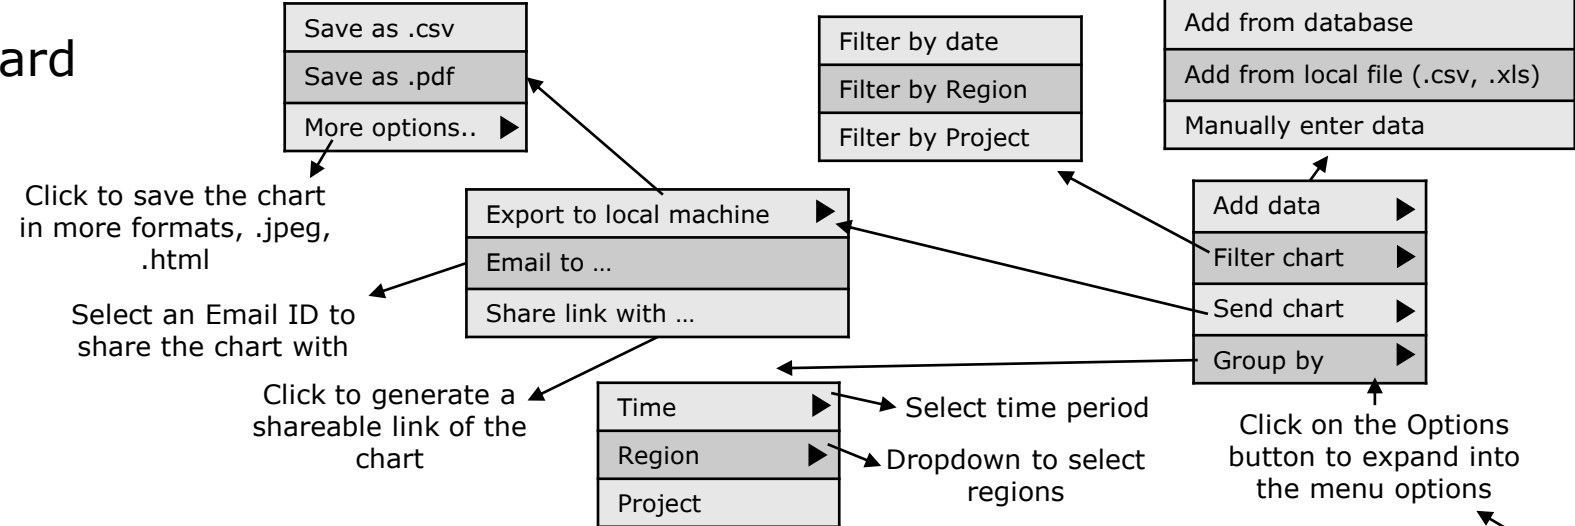 ard
Save as .csv
Save as .pdf
More options..
Click to save the chart
in more formats, .jpeg,
.html
Filter by date
Filter by Region
Filter by Project
Add from database
Add from local file (.csv, .xls)
Manually enter data
Export to local machine
Email to …
Share link with …
Add data
Filter chart
Send chart
Group by
Select an Email ID to
share the chart with
Click to generate a
shareable link of the
chart
Time
Region
Project
Select time period
Dropdown to select
regions
Click on the Options
button to expand into
the menu options